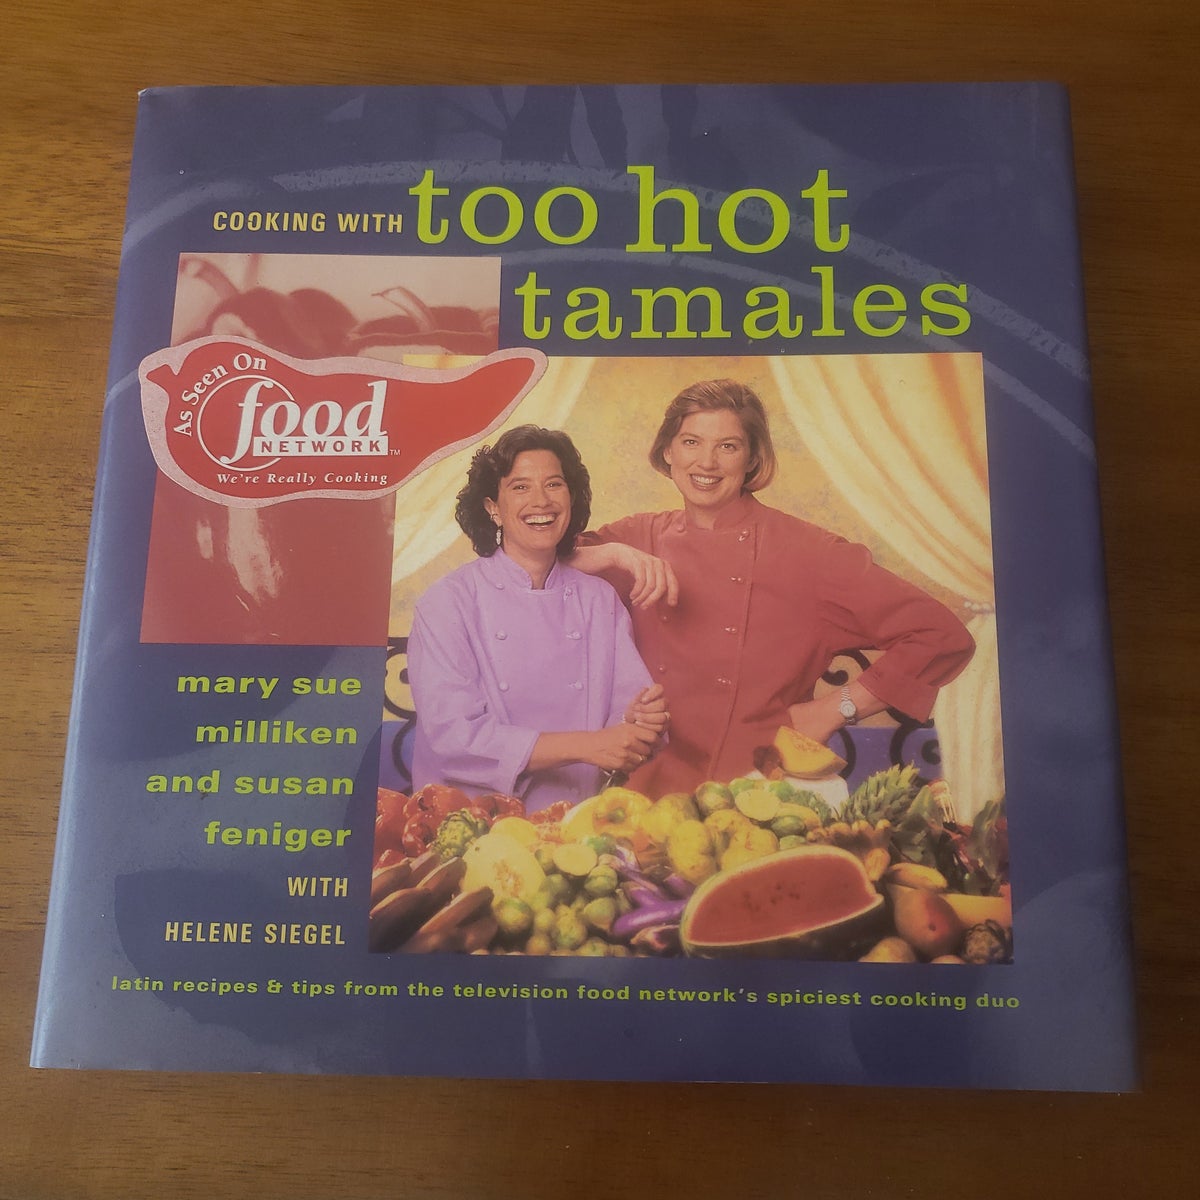 COOKING WITH too hot
tamales
As Seen On
food
NETWORK™
We're Really Cooking
mary sue
milliken
and susan
feniger
WITH
HELENE SIEGEL
latin recipes & tips from the television food network's spiciest cooking duo